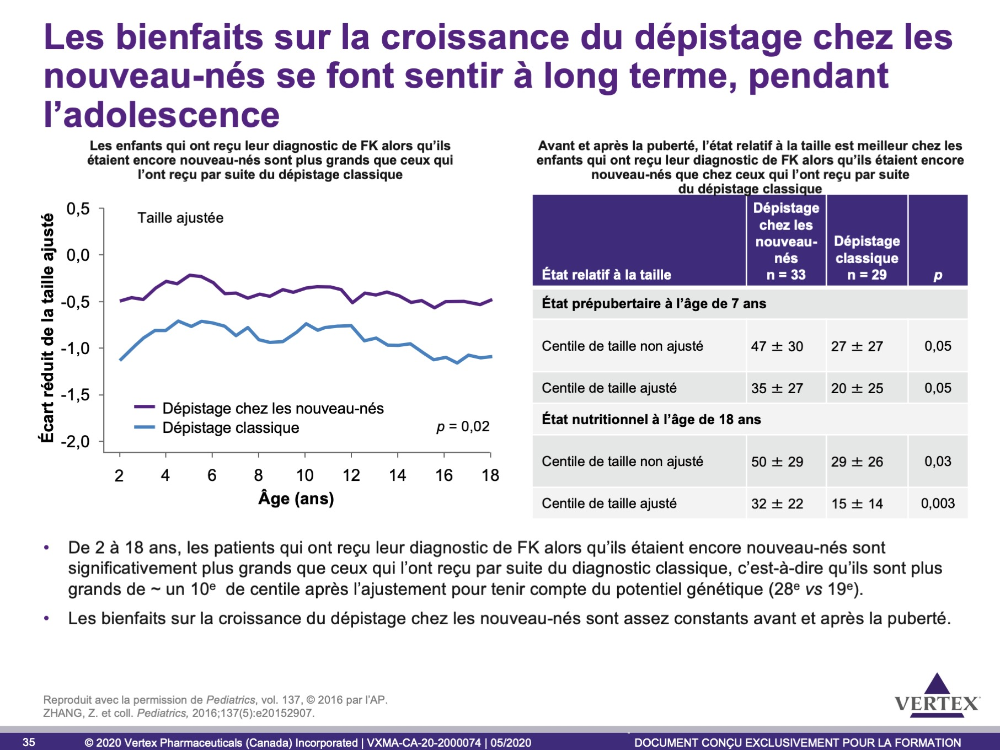 Les bienfaits sur la croissance du dépistage chez les
nouveau-nés se font sentir à long terme, pendant
l’adolescence
Les enfants qui ont reçu leur diagnostic de FK alors qu’ils
étaient encore nouveau-nés sont plus grands que ceux qui
l’ont reçu par suite du dépistage classique
Écart réduit de la taille ajusté
0,5
0,0
-0,5
-1,0
-1,5
-2,0
Taille ajustée
Dépistage chez les nouveau-nés
Dépistage classique
p = 0,02
2 4 6 8 10 12 14 16 18
Âge (ans)
Avant et après la puberté, l’état relatif à la taille est meilleur chez les
enfants qui ont reçu leur diagnostic de FK alors qu’ils étaient encore
nouveau-nés que chez ceux qui l’ont reçu par suite
du dépistage classique
État relatif à la taille
Dépistage
chez les
nouveau-
nés
n = 33
Dépistage
classique
n = 29
p
État prépubertaire à l’âge de 7 ans
Centile de taille non ajusté 47 ± 30 27 ± 27 0,05
Centile de taille ajusté 35 ± 27 20 ± 25 0,05
État nutritionnel à l’âge de 18 ans
Centile de taille non ajusté 50 ± 29 29 ± 26 0,03
Centile de taille ajusté 32 ± 22 15 ± 14 0,003
• De 2 à 18 ans, les patients qui ont reçu leur diagnostic de FK alors qu’ils étaient encore nouveau-nés sont
significativement plus grands que ceux qui l’ont reçu par suite du diagnostic classique, c’est-à-dire qu’ils sont plus
grands de ~ un 10ᵉ de centile après l’ajustement pour tenir compte du potentiel génétique (28ᵉ vs 19ᵉ).
• Les bienfaits sur la croissance du dépistage chez les nouveau-nés sont assez constants avant et après la puberté.
Reproduit avec la permission de Pediatrics, vol. 137, © 2016 par l’AP.
ZHANG, Z. et coll. Pediatrics, 2016;137(5):e20152907.
VERTEX
35 © 2020 Vertex Pharmaceuticals (Canada) Incorporated | VXMA-CA-20-2000074 | 05/2020 DOCUMENT CONÇU EXCLUSIVEMENT POUR LA FORMATION